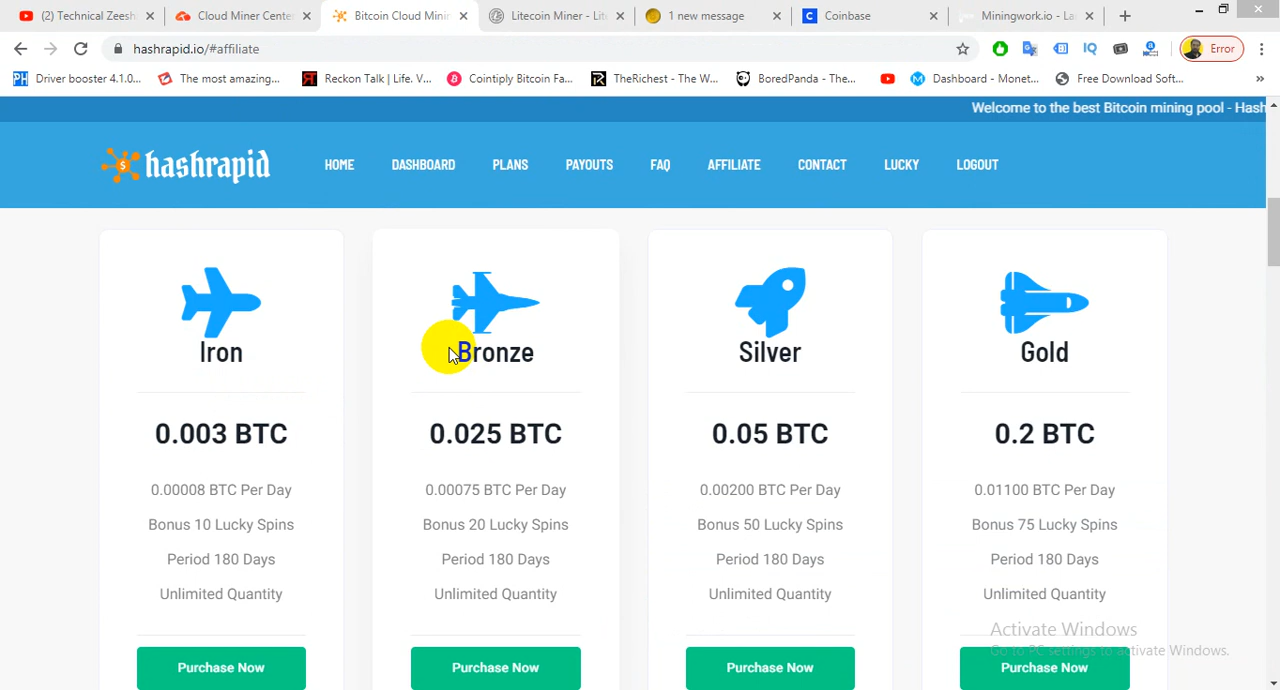 (2) Technical Zeesh
Cloud Miner Cente
Bitcoin Cloud Minin
Litecoin Miner - Lite
1 new message
Coinbase
Miningwork.io - La
hashrapid.io/#affiliate
Error
Driver booster 4.1.0...
The most amazing...
Reckon Talk | Life. V...
Cointiply Bitcoin Fa...
TheRichest - The W...
BoredPanda - The...
Dashboard - Monet...
Free Download Soft...
Welcome to the best Bitcoin mining pool - Hash
hashrapid
HOME DASHBOARD PLANS PAYOUTS FAQ AFFILIATE CONTACT LUCKY LOGOUT
Iron
0.003 BTC
0.00008 BTC Per Day
Bonus 10 Lucky Spins
Period 180 Days
Unlimited Quantity
Purchase Now
Bronze
0.025 BTC
0.00075 BTC Per Day
Bonus 20 Lucky Spins
Period 180 Days
Unlimited Quantity
Purchase Now
Silver
0.05 BTC
0.00200 BTC Per Day
Bonus 50 Lucky Spins
Period 180 Days
Unlimited Quantity
Purchase Now
Gold
0.2 BTC
0.01100 BTC Per Day
Bonus 75 Lucky Spins
Period 180 Days
Unlimited Quantity
Purchase Now
Activate Windows
Go to PC settings to activate Windows.